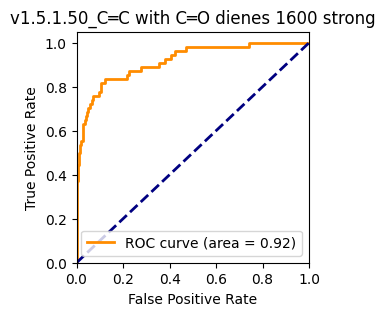 v1.5.1.50_C=C with C=O dienes 1600 strong
True Positive Rate
1.0
0.8
0.6
0.4
0.2
0.0
ROC curve (area = 0.92)
0.0 0.2 0.4 0.6 0.8 1.0
False Positive Rate